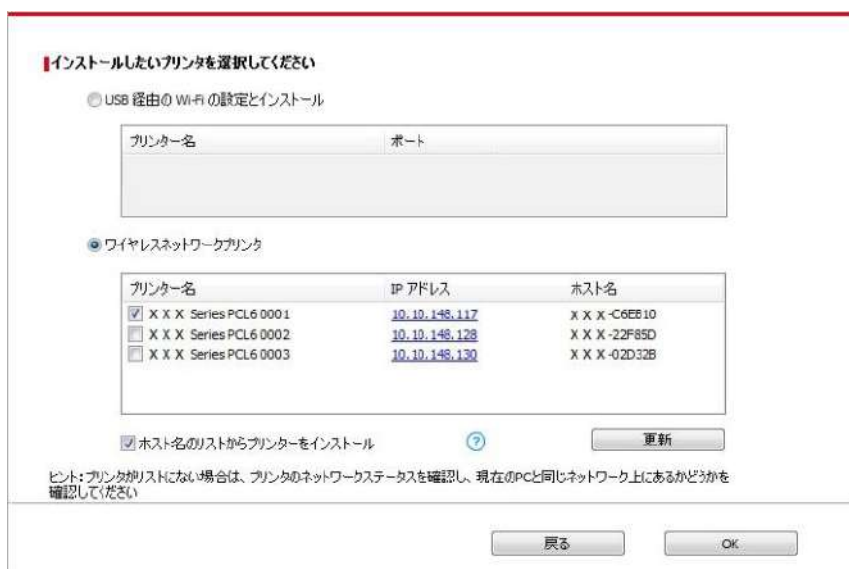 インストールしたいプリンタを選択してください
USB 経由の Wi-Fi の設定とインストール
プリンター名 ポート
ワイヤレスネットワークプリンタ
プリンター名 IP アドレス ホスト名
X X X Series PCL6 0001 10.10.148.117 X X X -C6EB10
X X X Series PCL6 0002 10.10.148.128 X X X -22F85D
X X X Series PCL6 0003 10.10.148.130 X X X -02D32B
ホスト名のリストからプリンターをインストール ? 更新
ヒント:プリンタがリストにない場合は、プリンタのネットワークステータスを確認し、現在のPCと同じネットワーク上にあるかどうかを
確認してください
戻る OK